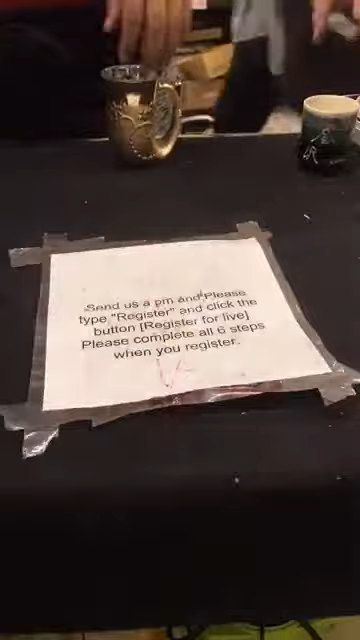 Send us a pm and Please
type "Register" and click the
button [Register for live]
Please complete all 6 steps
when you register.